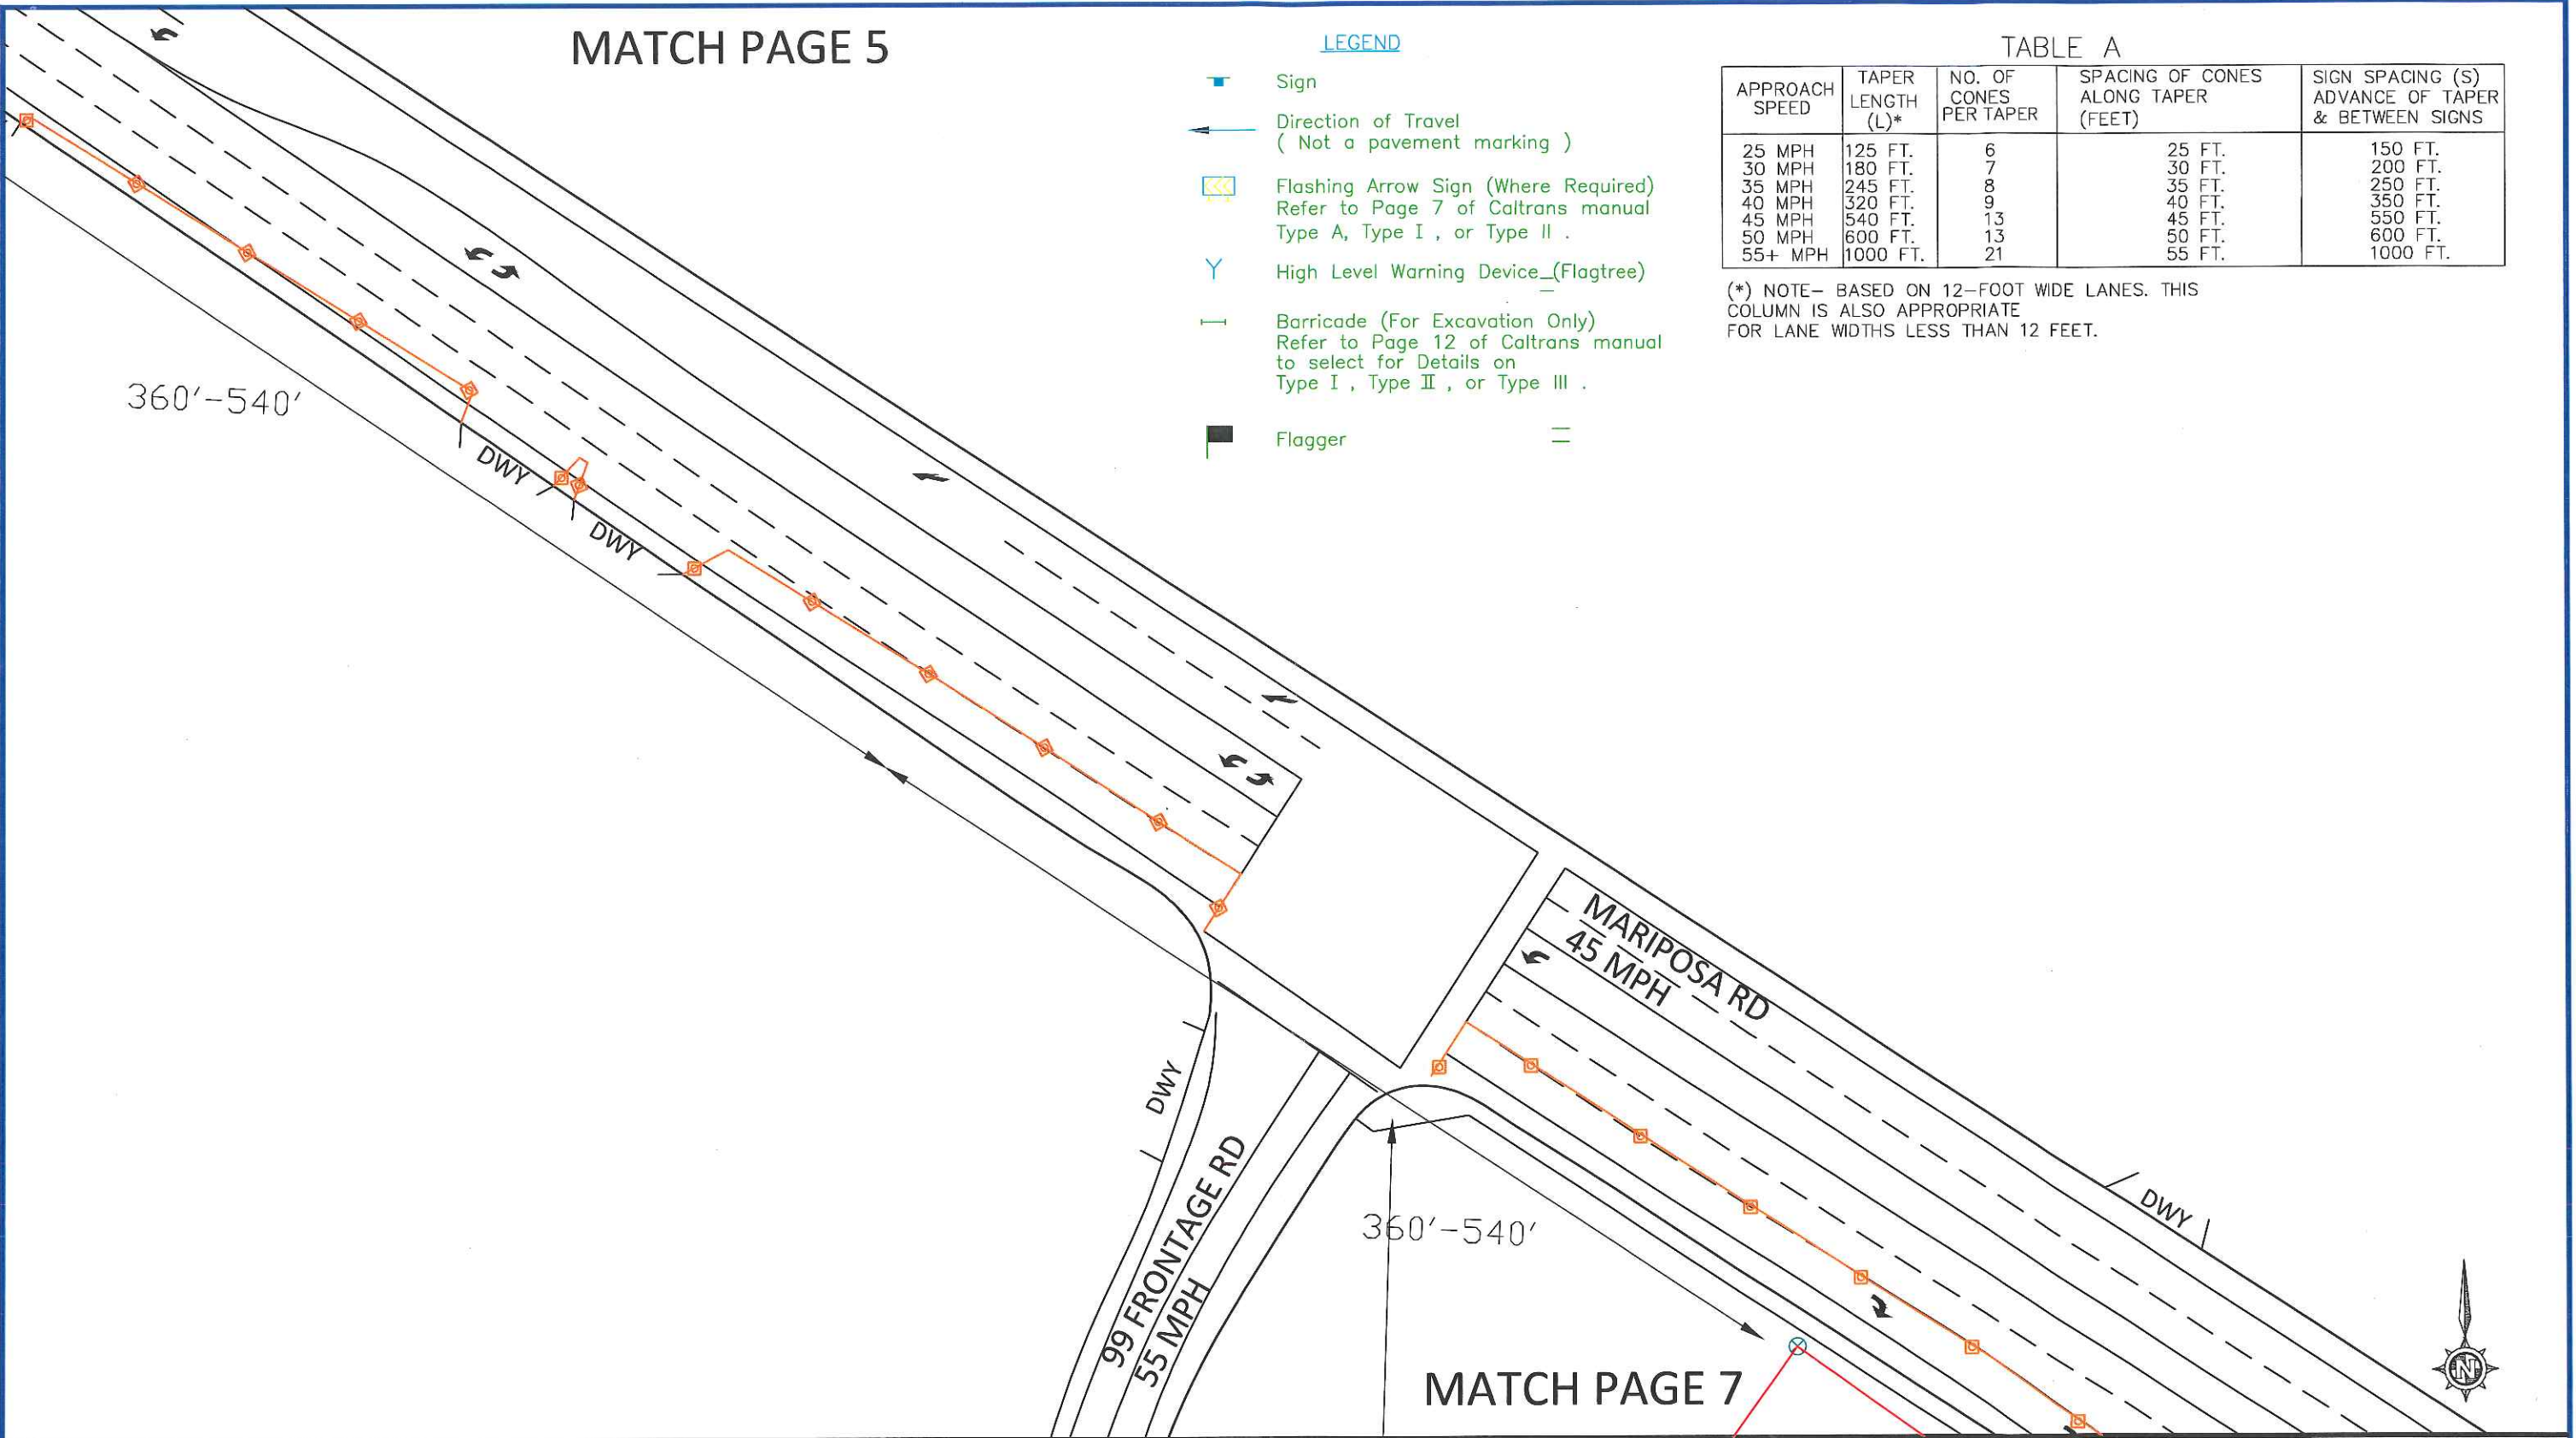 MATCH PAGE 5
LEGEND
Sign
Direction of Travel
( Not a pavement marking )
Flashing Arrow Sign (Where Required)
Refer to Page 7 of Caltrans manual
Type A, Type I , or Type II .
Y High Level Warning Device_(Flagtree)
Barricade (For Excavation Only)
Refer to Page 12 of Caltrans manual
to select for Details on
Type I , Type II , or Type III .
Flagger
TABLE A
APPROACH SPEED | TAPER LENGTH (L)* | NO. OF CONES PER TAPER | SPACING OF CONES ALONG TAPER (FEET) | SIGN SPACING (S) ADVANCE OF TAPER & BETWEEN SIGNS
25 MPH 125 FT. 6 25 FT. 150 FT.
30 MPH 180 FT. 7 30 FT. 200 FT.
35 MPH 245 FT. 8 35 FT. 250 FT.
40 MPH 320 FT. 9 40 FT. 350 FT.
45 MPH 540 FT. 13 45 FT. 550 FT.
50 MPH 600 FT. 13 50 FT. 600 FT.
55+ MPH 1000 FT. 21 55 FT. 1000 FT.
(*) NOTE- BASED ON 12-FOOT WIDE LANES. THIS
COLUMN IS ALSO APPROPRIATE
FOR LANE WIDTHS LESS THAN 12 FEET.
360'-540'
DWY
DWY
MARIPOSA RD
45 MPH
DWY
99 FRONTAGE RD
55 MPH
360'-540'
DWY
MATCH PAGE 7
N